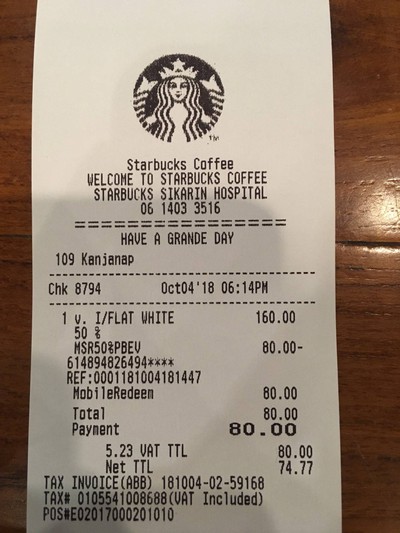 TM
Starbucks Coffee
WELCOME TO STARBUCKS COFFEE
STARBUCKS SIKARIN HOSPITAL
06 1403 3516
==============================
HAVE A GRANDE DAY
109 Kanjanap
Chk 8794 Oct04'18 06:14PM
1 v. I/FLAT WHITE 160.00
50 %
MSR50%PBEV 80.00-
614894826494****
REF:0001181004181447
MobileRedeem 80.00
Total 80.00
Payment 80.00
5.23 VAT TTL 80.00
Net TTL 74.77
TAX INVOICE(ABB) 181004-02-59168
TAX# 0105541008688(VAT Included)
POS#E02017000201010